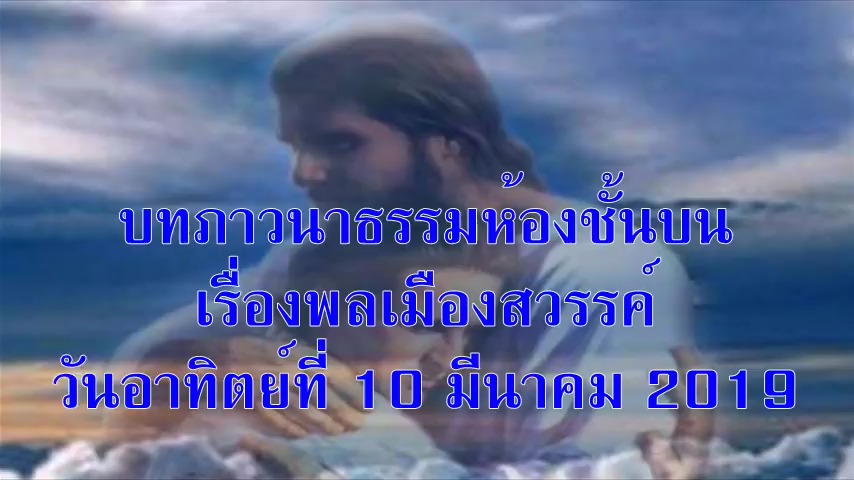 บทภาวนาธรรมห้องชั้นบน
เรื่องพลเมืองสวรรค์
วันอาทิตย์ที่ 10 มีนาคม 2019